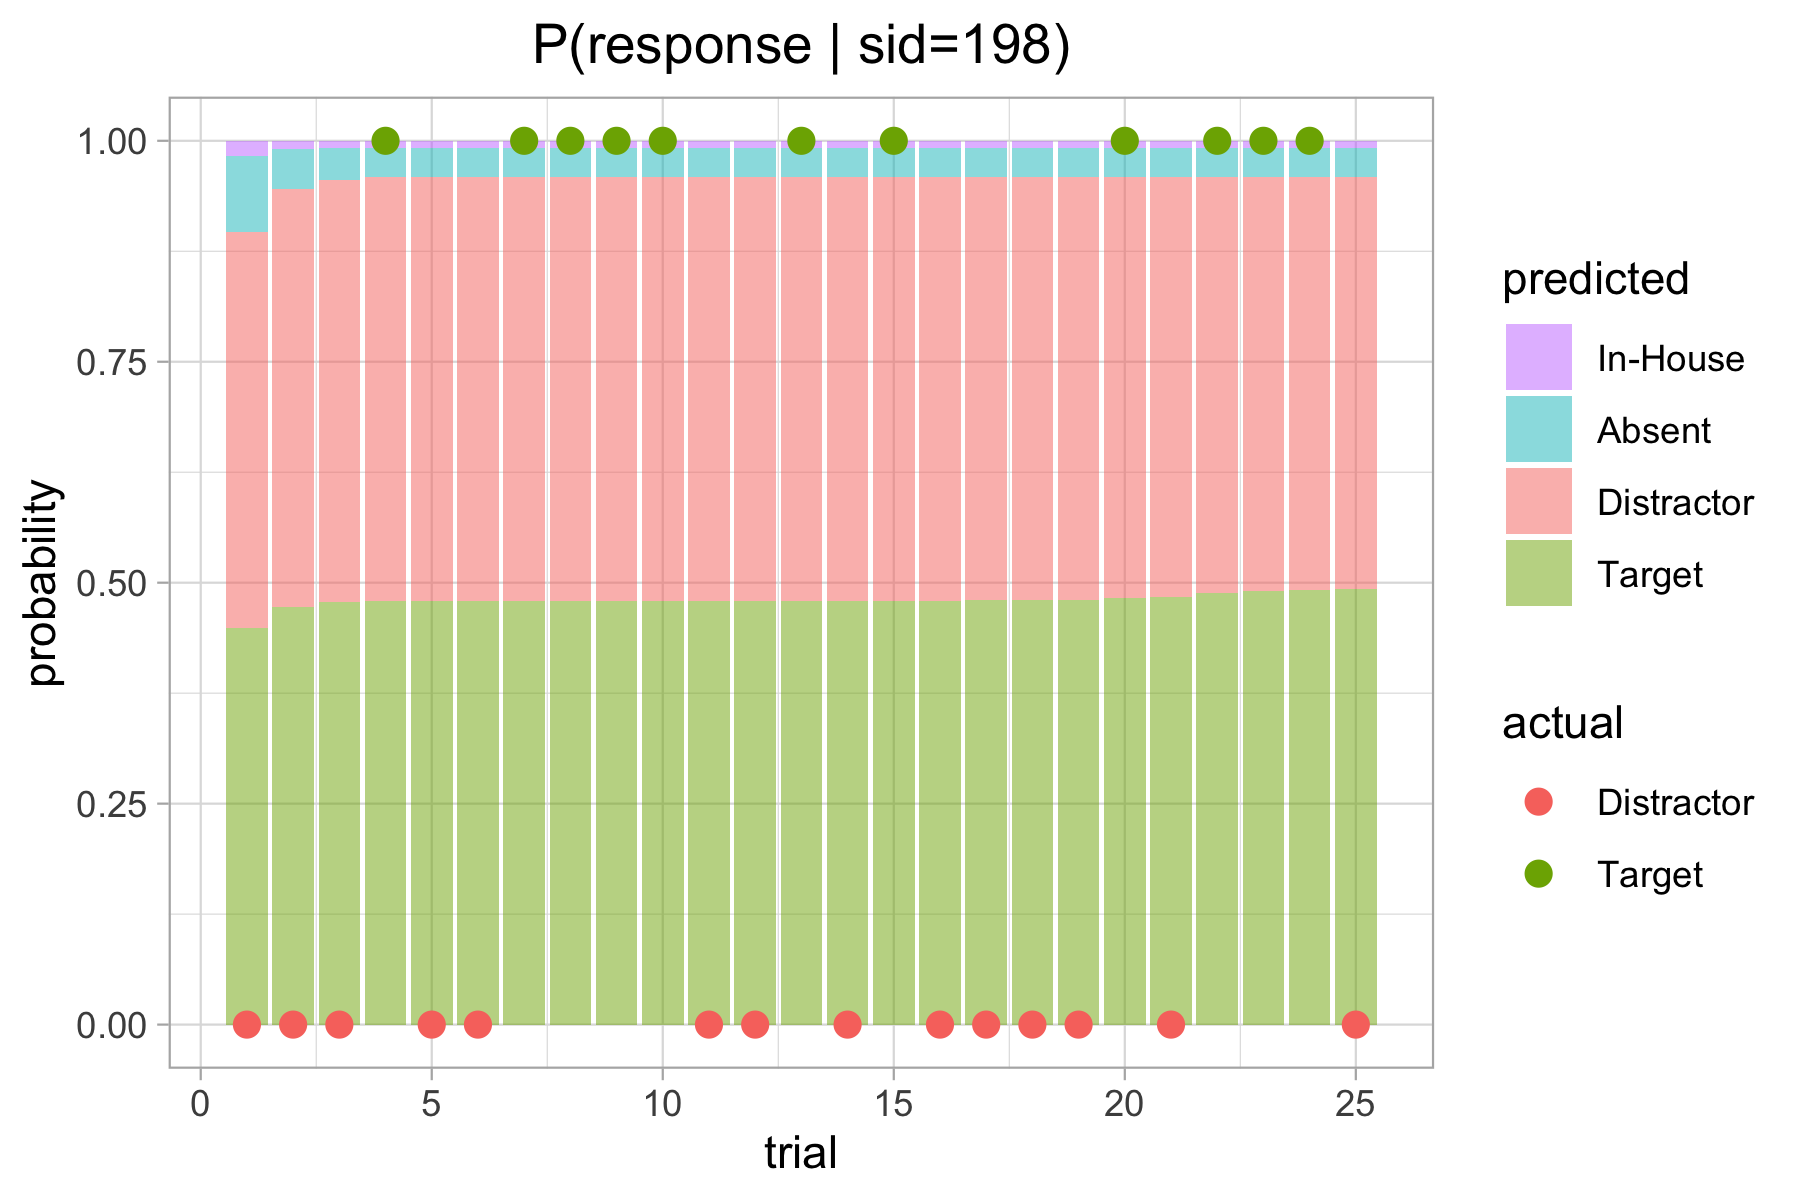 P(response | sid=198)
1.00
0.75
0.50
0.25
0.00
probability
0 5 10 15 20 25
trial
predicted
In-House
Absent
Distractor
Target
actual
Distractor
Target